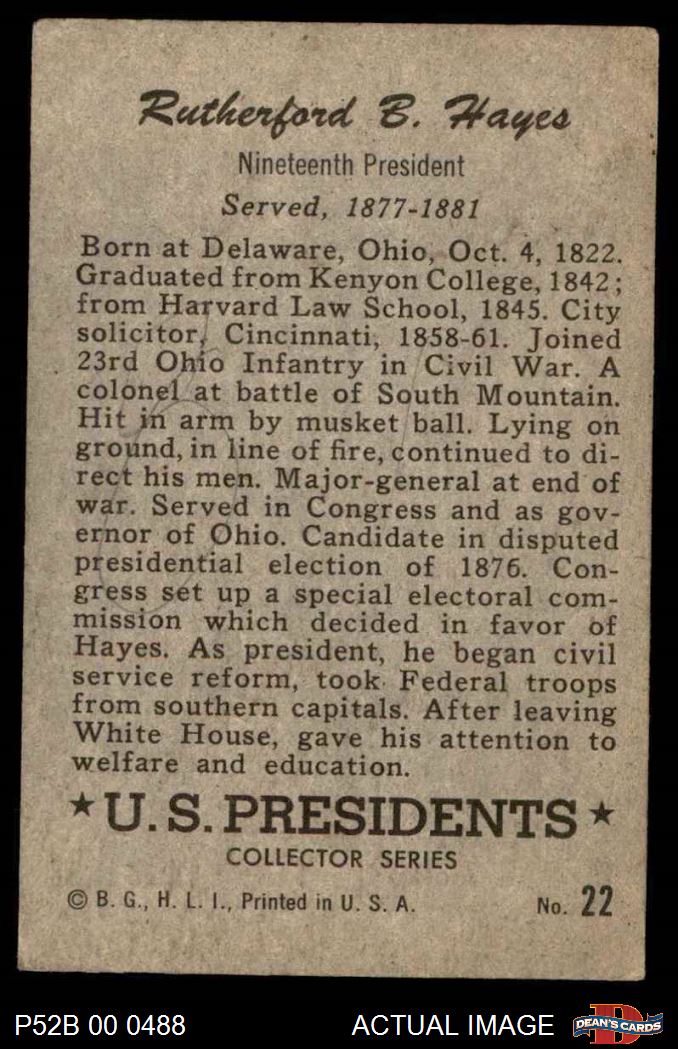 Rutherford B. Hayes
Nineteenth President
Served, 1877-1881
Born at Delaware, Ohio, Oct. 4, 1822.
Graduated from Kenyon College, 1842;
from Harvard Law School, 1845. City
solicitor, Cincinnati, 1858-61. Joined
23rd Ohio Infantry in Civil War. A
colonel at battle of South Mountain.
Hit in arm by musket ball. Lying on
ground, in line of fire, continued to di-
rect his men. Major-general at end of
war. Served in Congress and as gov-
ernor of Ohio. Candidate in disputed
presidential election of 1876. Con-
gress set up a special electoral com-
mission which decided in favor of
Hayes. As president, he began civil
service reform, took Federal troops
from southern capitals. After leaving
White House, gave his attention to
welfare and education.
★ U. S. PRESIDENTS ★
COLLECTOR SERIES
© B. G., H. L. I., Printed in U. S. A. No. 22
P52B 00 0488 ACTUAL IMAGE D DEAN'S CARDS